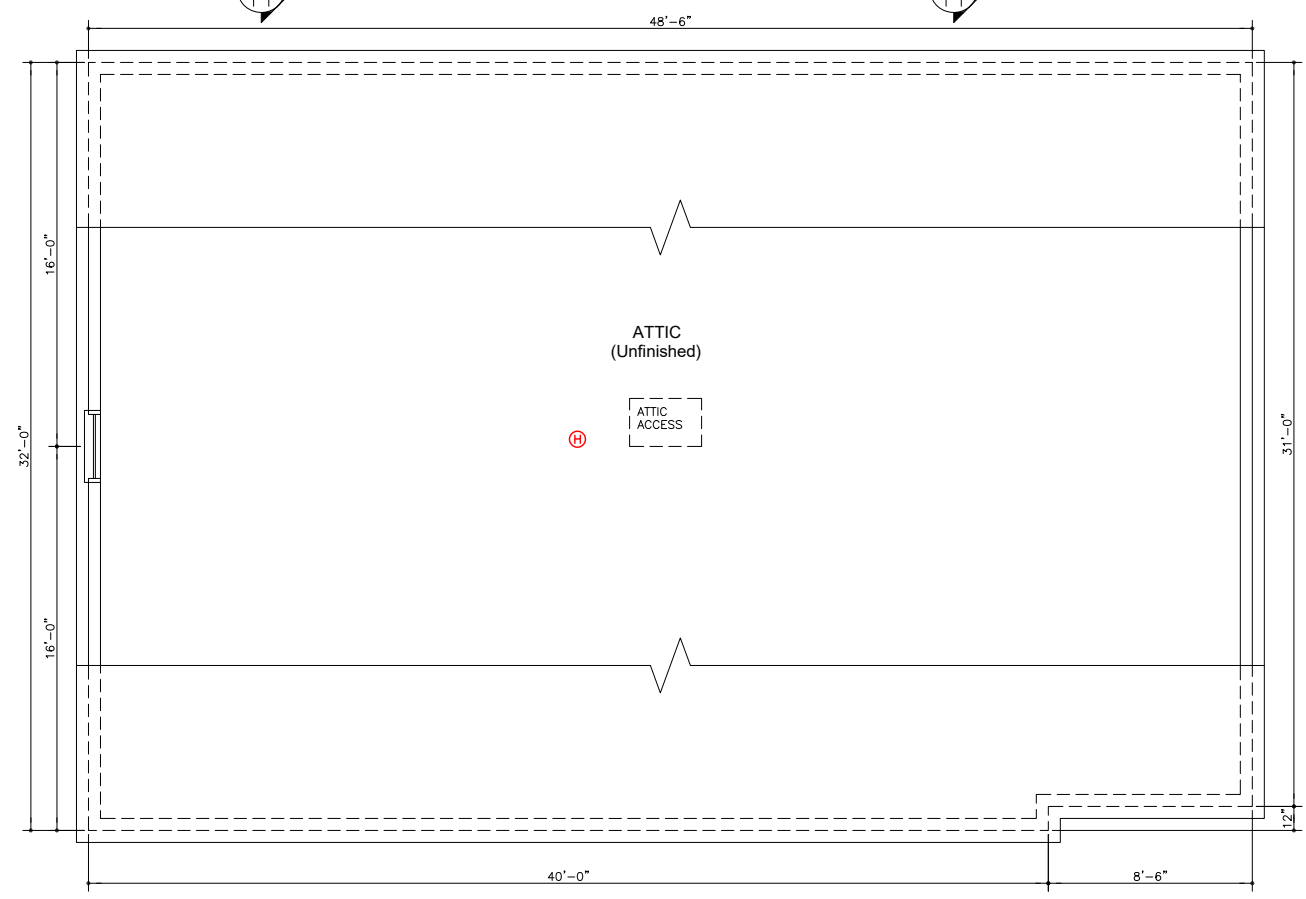 48'-6"
16'-0"
ATTIC
(Unfinished)
ATTIC
ACCESS
H
32'-0"
31'-0"
16'-0"
12"
40'-0"
8'-6"